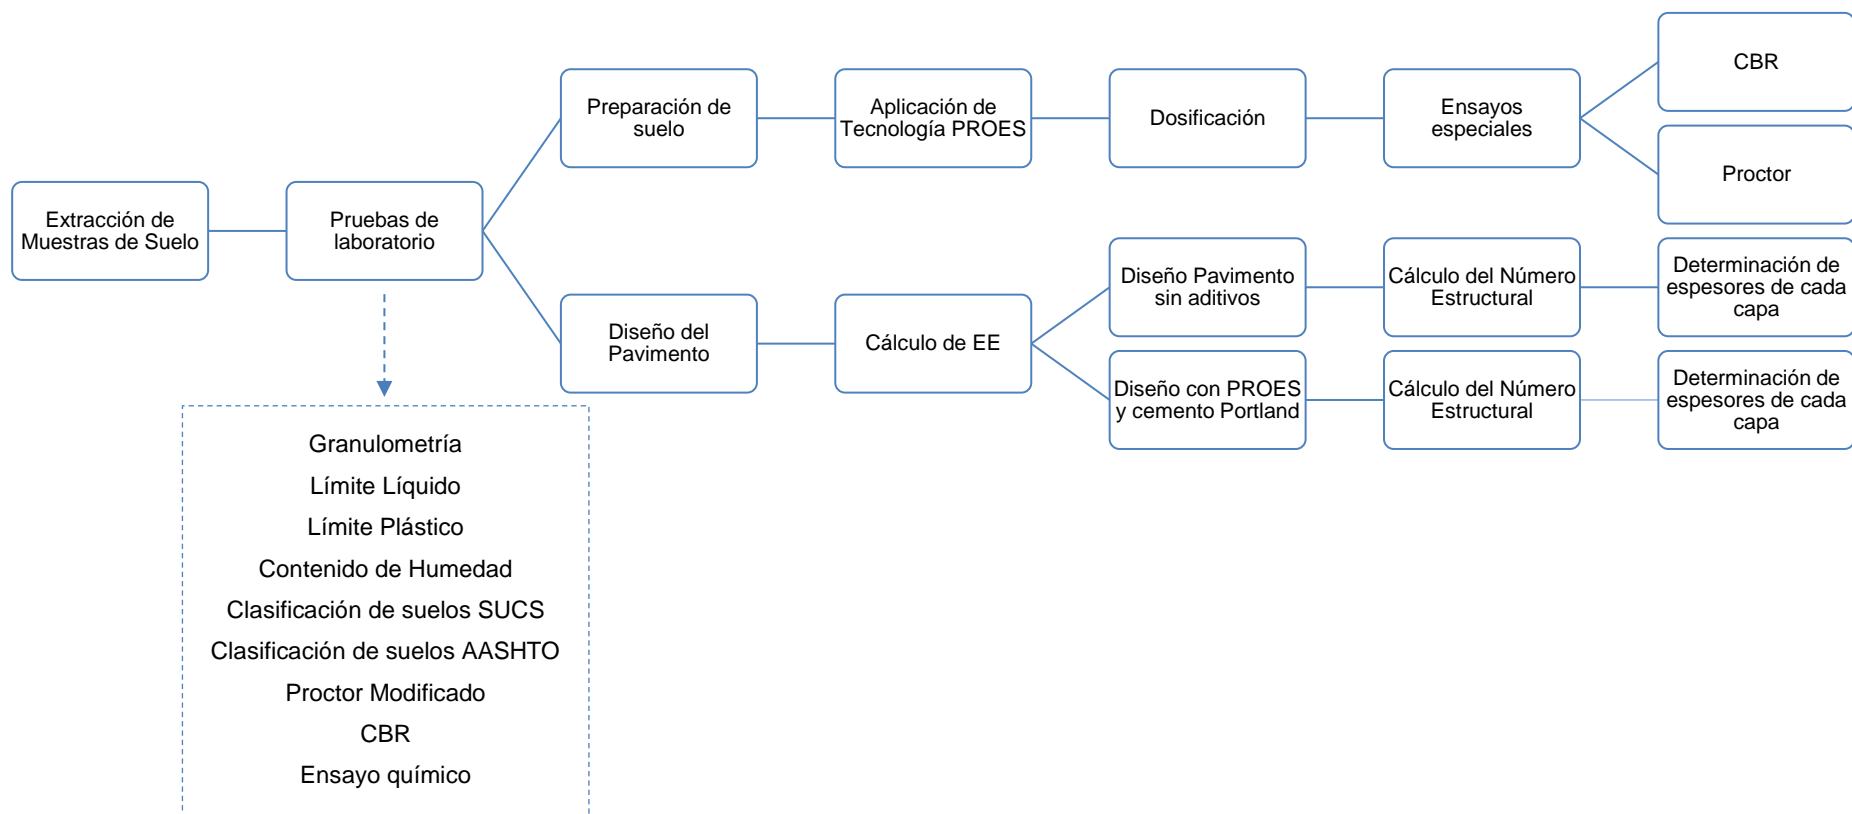 Extracción de
Muestras de Suelo
Pruebas de
laboratorio
Preparación de
suelo
Aplicación de
Tecnología PROES
Dosificación
Ensayos
especiales
CBR
Proctor
Diseño del
Pavimento
Cálculo de EE
Diseño Pavimento
sin aditivos
Cálculo del Número
Estructural
Determinación de
espesores de cada
capa
Diseño con PROES
y cemento Portland
Cálculo del Número
Estructural
Determinación de
espesores de cada
capa
Granulometría
Límite Líquido
Límite Plástico
Contenido de Humedad
Clasificación de suelos SUCS
Clasificación de suelos AASHTO
Proctor Modificado
CBR
Ensayo químico